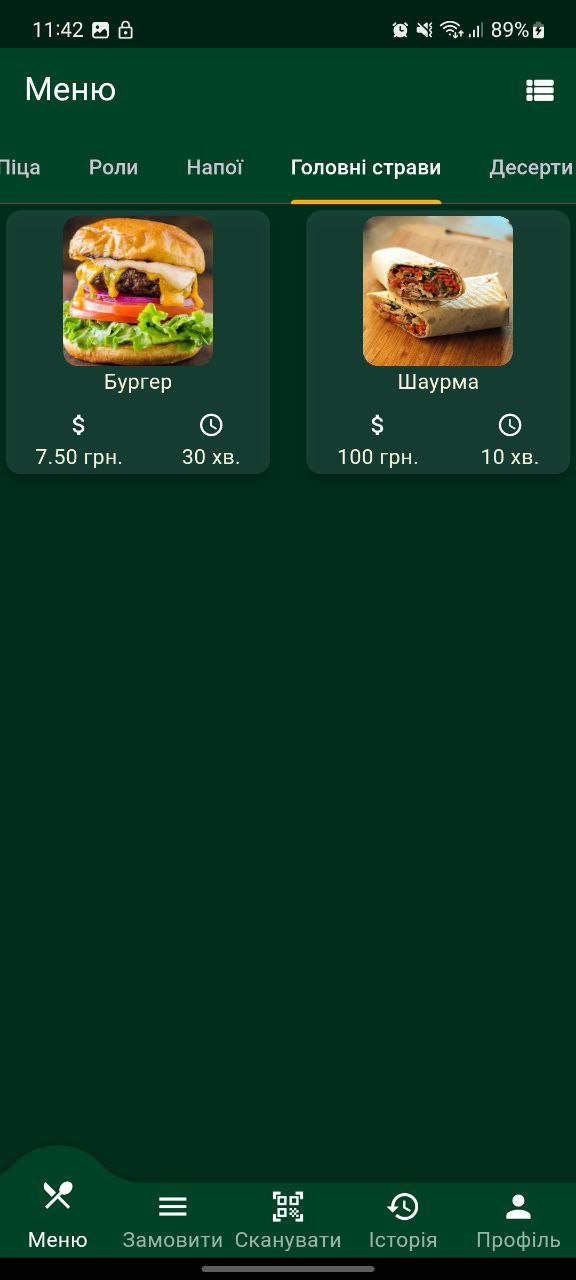 11:42 89%
Меню
Піца Роли Напої Головні страви Десерти
Бургер Шаурма
$ $
7.50 грн. 30 хв. 100 грн. 10 хв.
Меню Замовити Сканувати Історія Профіль